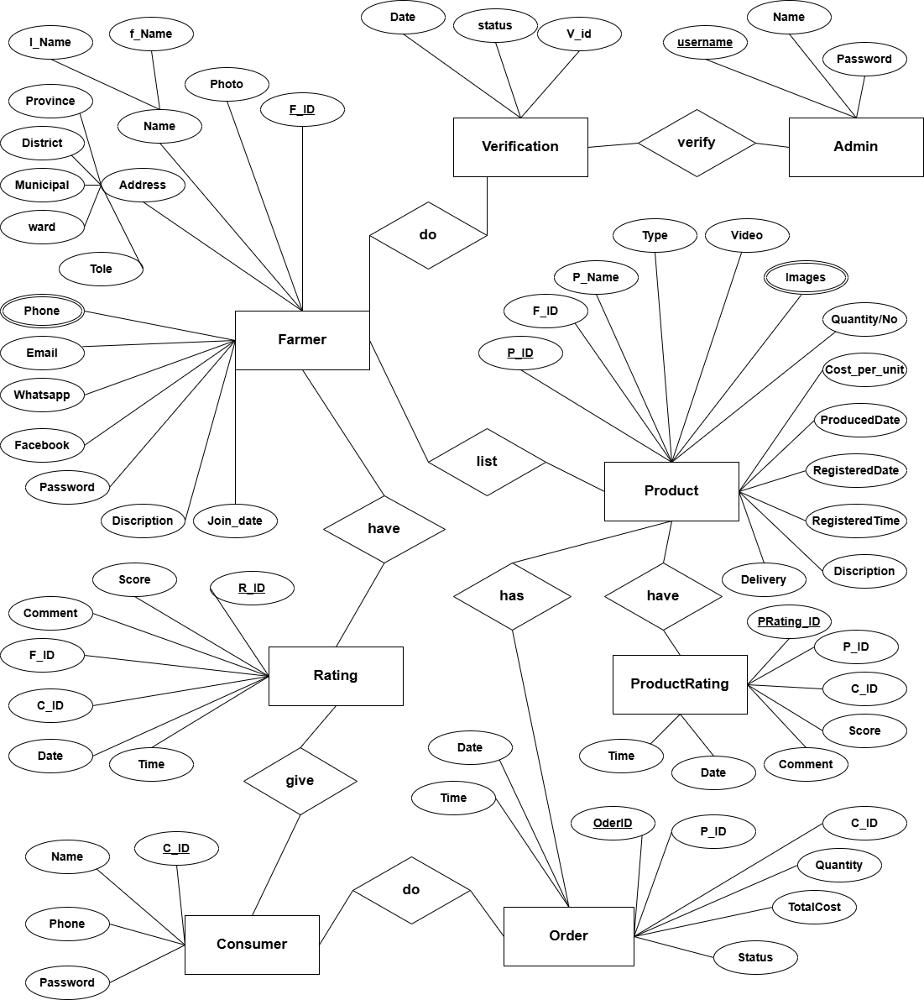 Date
status
V_id
Name
username
Password
l_Name
f_Name
Photo
F_ID
Name
Province
District
Municipal
ward
Tole
Address
Verification
verify
Admin
do
Phone
Email
Whatsapp
Facebook
Password
Discription
Join_date
Farmer
Type
Video
P_Name
Images
F_ID
P_ID
Quantity/No
Cost_per_unit
ProducedDate
RegisteredDate
RegisteredTime
Discription
Delivery
list
Product
have
has
have
Score
R_ID
Comment
F_ID
C_ID
Date
Time
Rating
give
PRating_ID
P_ID
C_ID
Score
Comment
Date
Time
ProductRating
Date
Time
OderID
P_ID
C_ID
Quantity
TotalCost
Status
Order
Name
C_ID
Phone
Password
Consumer
do